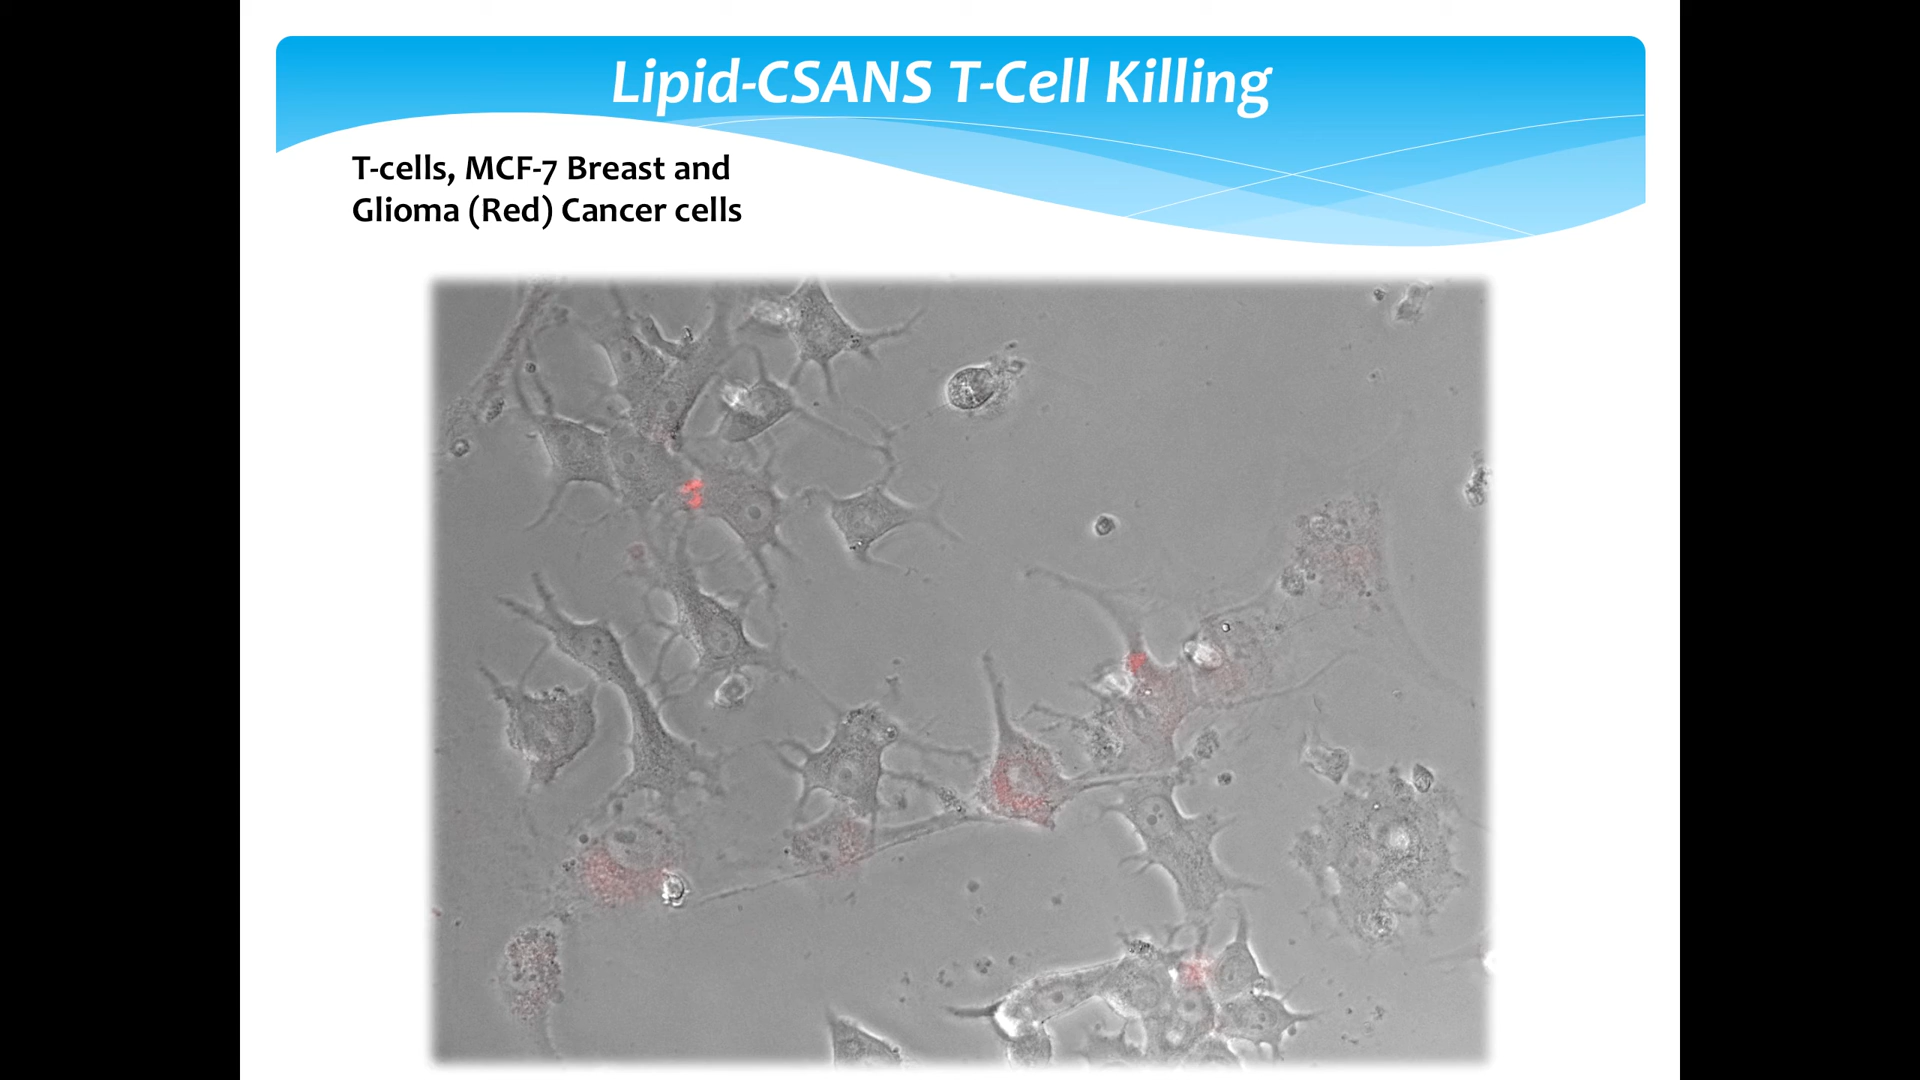 Lipid-CSANS T-Cell Killing
T-cells, MCF-7 Breast and
Glioma (Red) Cancer cells